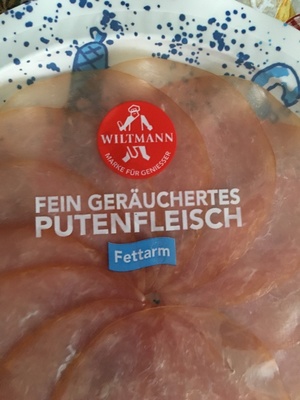 WILTMANN
MARKE FÜR GENIESSER
FEIN GERÄUCHERTES
PUTENFLEISCH
Fettarm